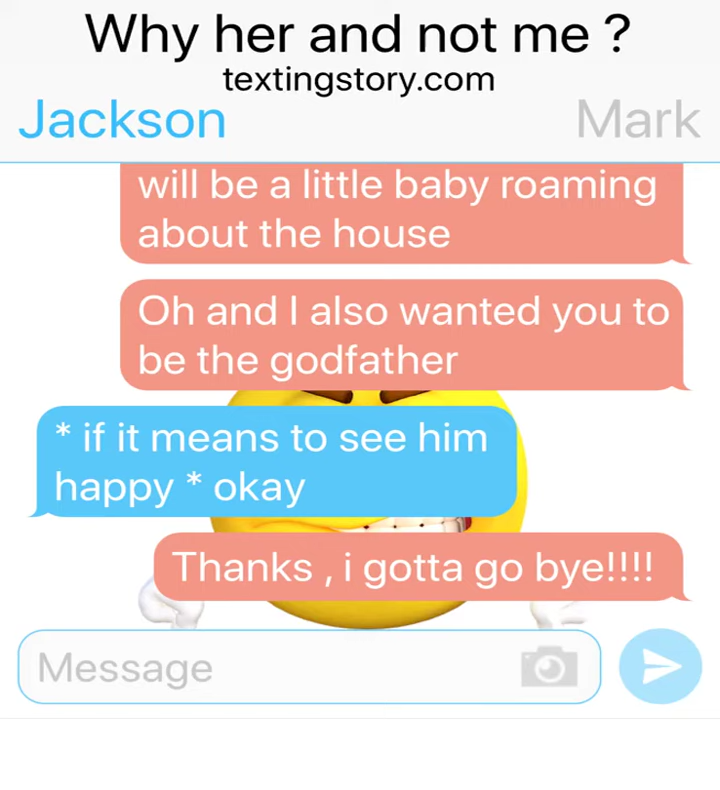 Why her and not me ?
textingstory.com
Jackson
Mark
will be a little baby roaming
about the house
Oh and I also wanted you to
be the godfather
* if it means to see him
happy * okay
Thanks , i gotta go bye!!!!
Message